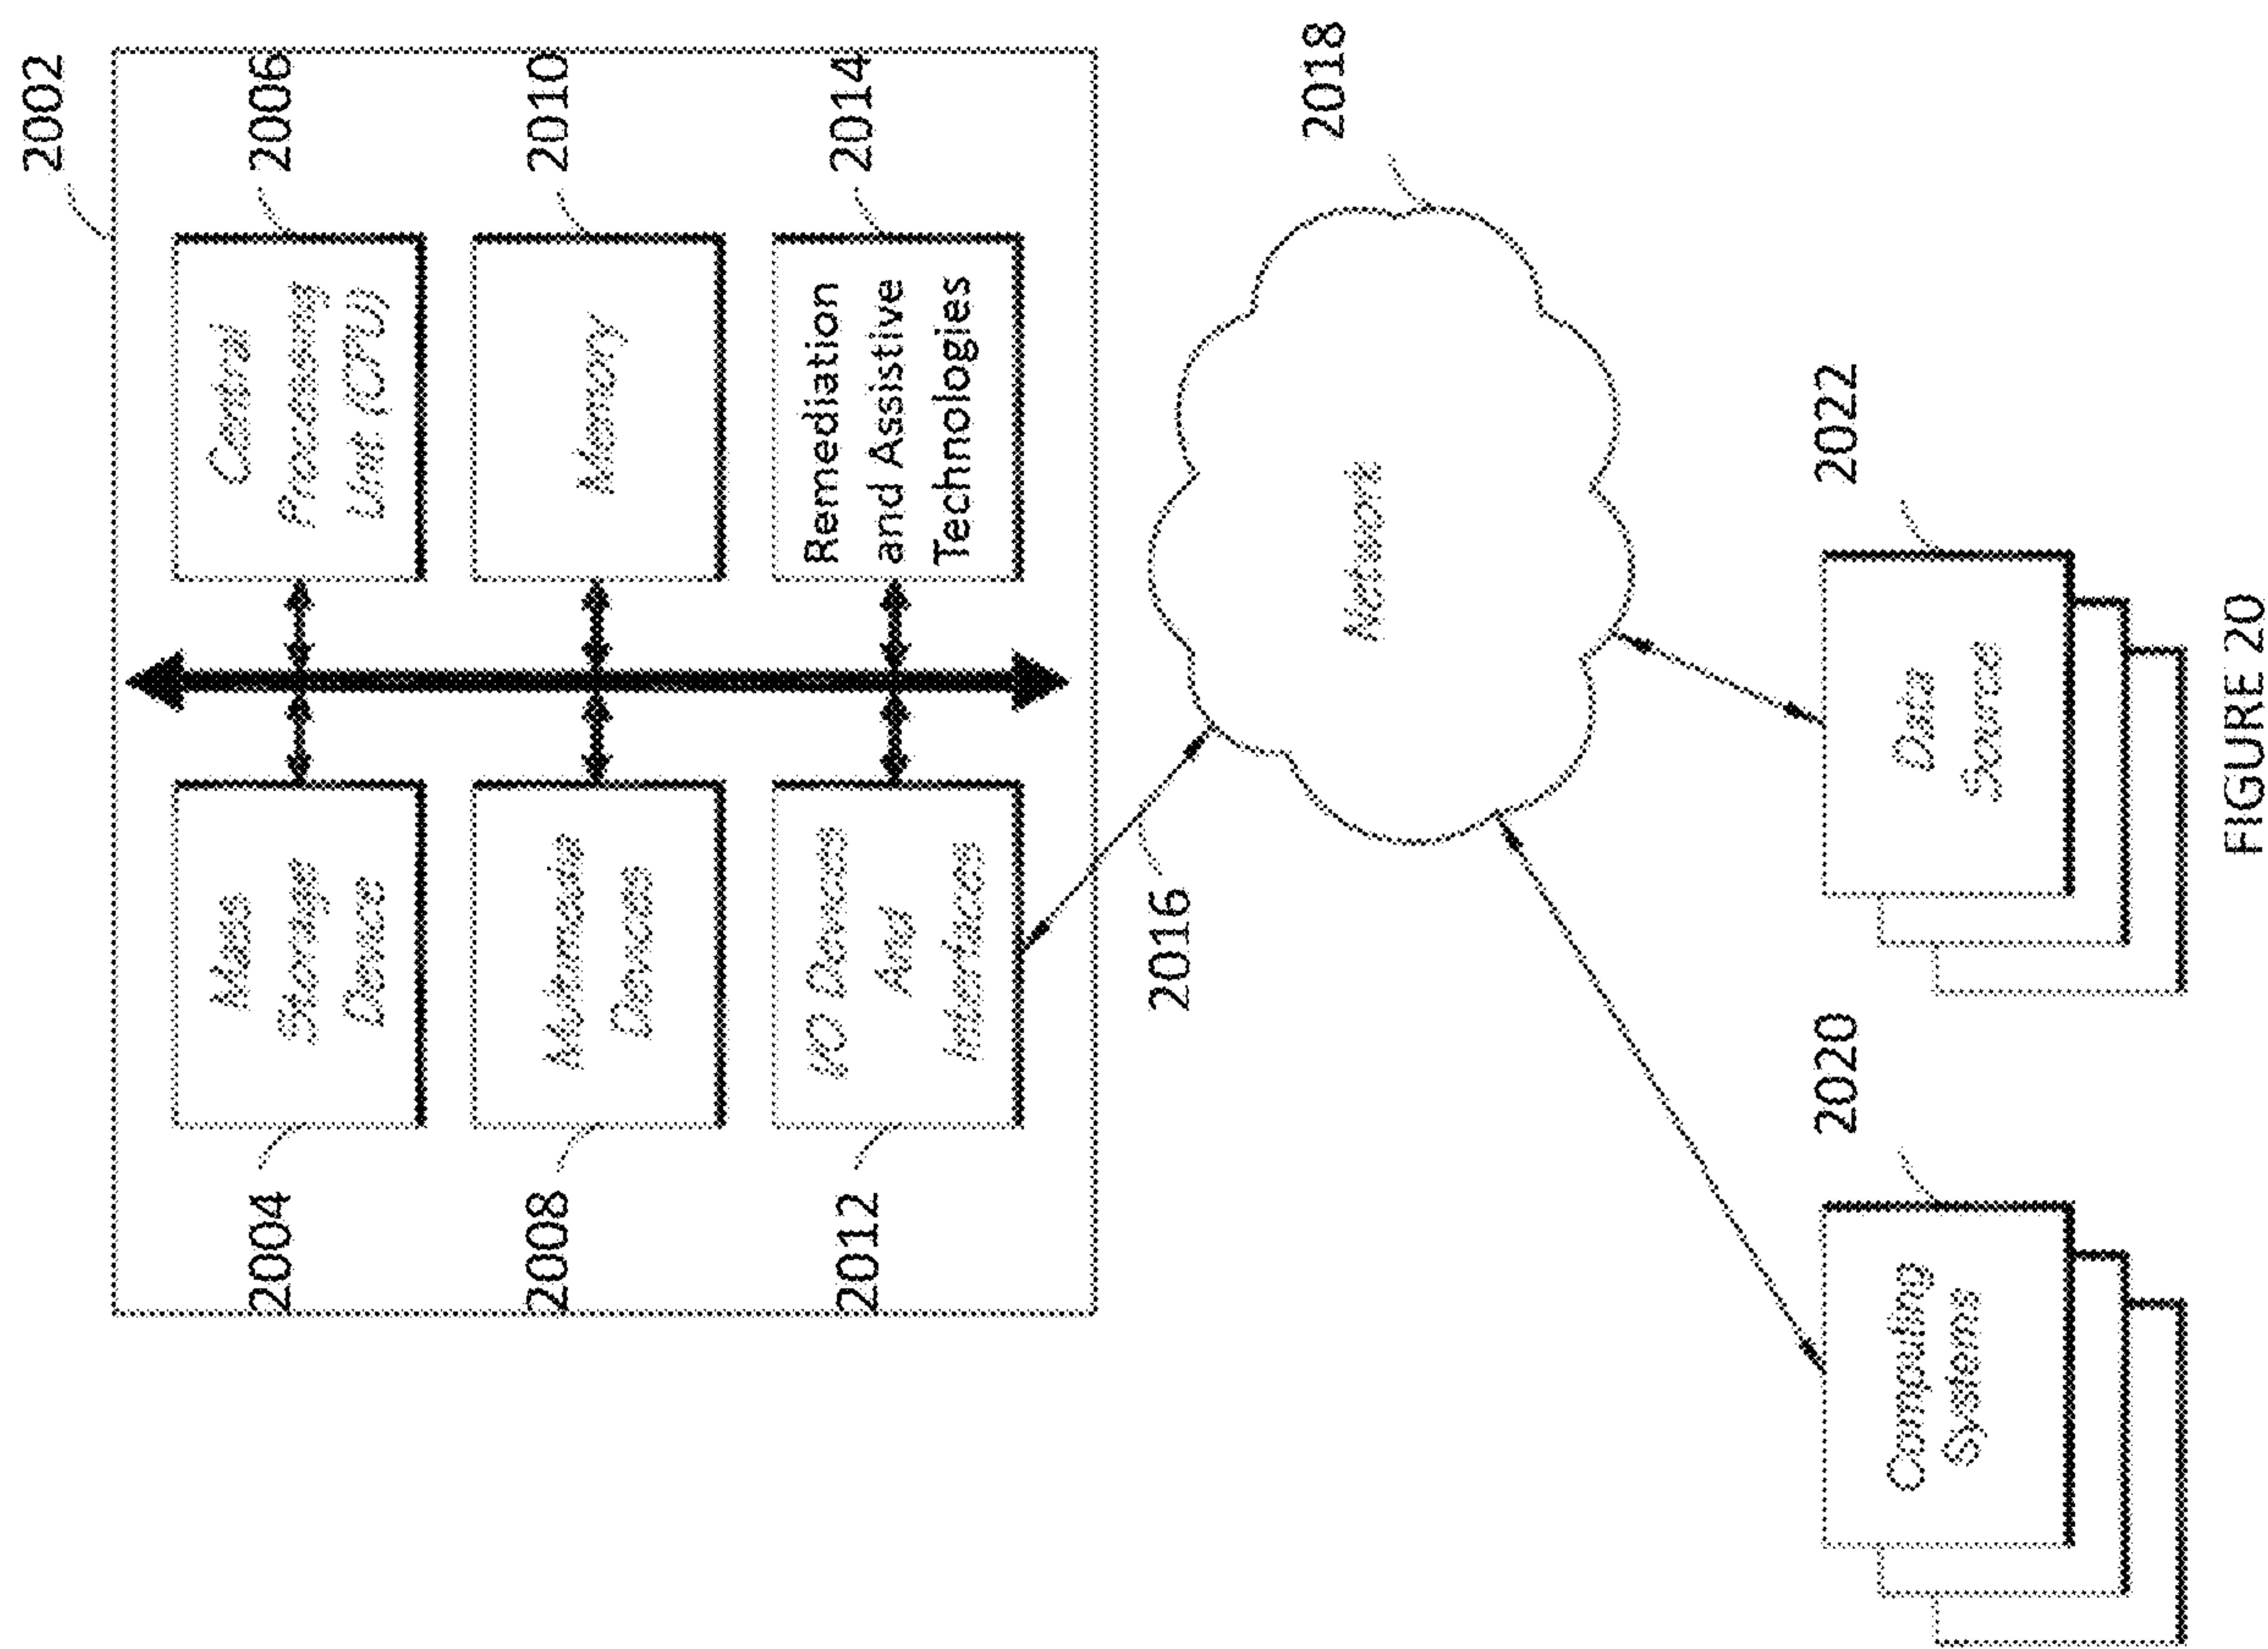 2002
2004
Mass
Storage
Device
Central
Processing
Unit (CPU)
2006
2008
Multimedia
Devices
Memory
2010
2012
I/O Devices
And
Interfaces
Remediation
and Assistive
Technologies
2014
2016
Network
2018
Computing
Systems
2020
Data
Source
2022
FIGURE 20